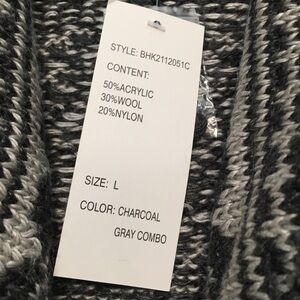 STYLE: BHK2112051C
CONTENT:
50%ACRYLIC
30%WOOL
20%NYLON
SIZE: L
COLOR: CHARCOAL
GRAY COMBO